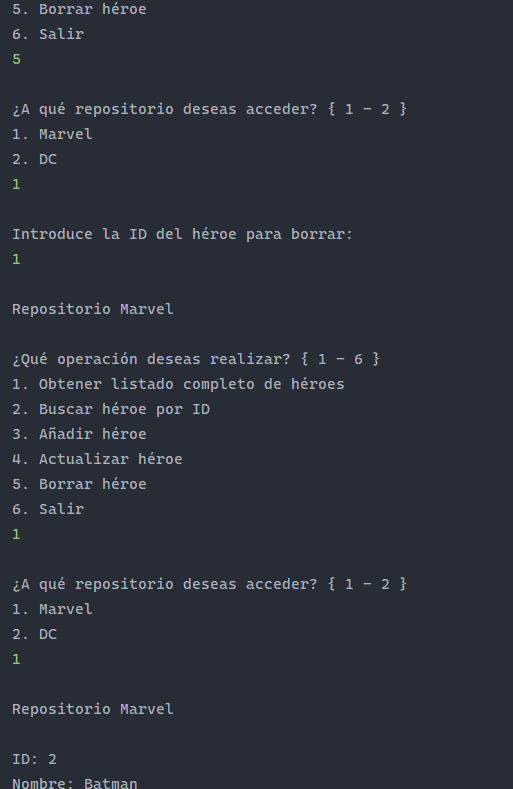 5. Borrar héroe
6. Salir
5
¿A qué repositorio deseas acceder? { 1 - 2 }
1. Marvel
2. DC
1
Introduce la ID del héroe para borrar:
1
Repositorio Marvel
¿Qué operación deseas realizar? { 1 - 6 }
1. Obtener listado completo de héroes
2. Buscar héroe por ID
3. Añadir héroe
4. Actualizar héroe
5. Borrar héroe
6. Salir
1
¿A qué repositorio deseas acceder? { 1 - 2 }
1. Marvel
2. DC
1
Repositorio Marvel
ID: 2
Nombre: Batman